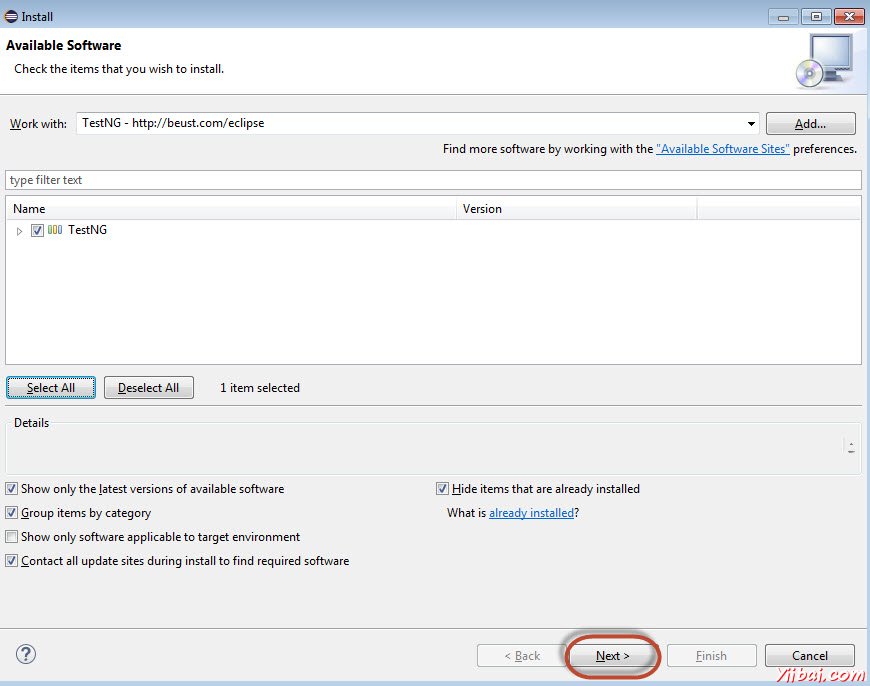 Install
Available Software
Check the items that you wish to install.
Work with: TestNG - http://beust.com/eclipse Add...
Find more software by working with the "Available Software Sites" preferences.
type filter text
Name Version
TestNG
Select All Deselect All 1 item selected
Details
Show only the latest versions of available software Hide items that are already installed
Group items by category What is already installed?
Show only software applicable to target environment
Contact all update sites during install to find required software
? < Back Next > Finish Cancel
Yiibai.com